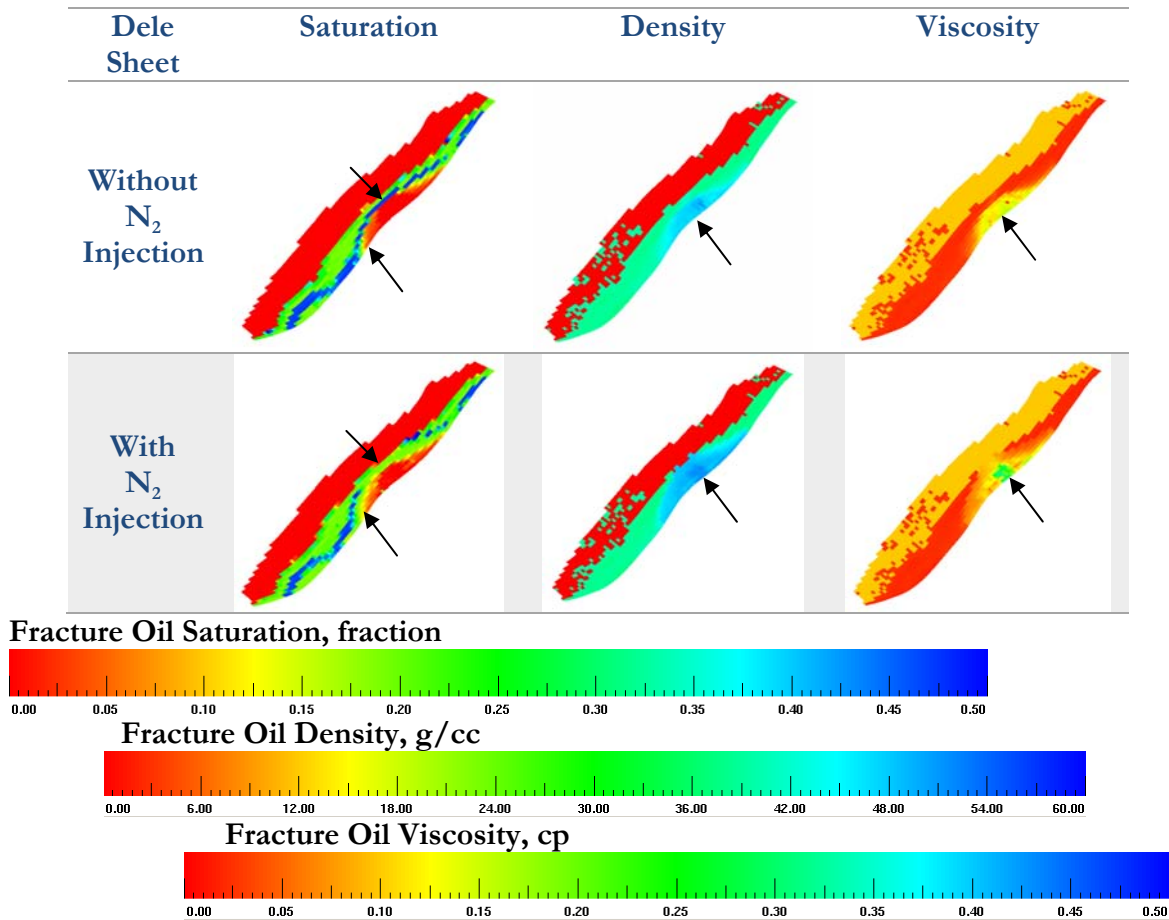 Dele Sheet
Saturation
Density
Viscosity
Without
N₂
Injection
With
N₂
Injection
Fracture Oil Saturation, fraction
0.00 0.05 0.10 0.15 0.20 0.25 0.30 0.35 0.40 0.45 0.50
Fracture Oil Density, g/cc
0.00 6.00 12.00 18.00 24.00 30.00 36.00 42.00 48.00 54.00 60.00
Fracture Oil Viscosity, cp
0.00 0.05 0.10 0.15 0.20 0.25 0.30 0.35 0.40 0.45 0.50